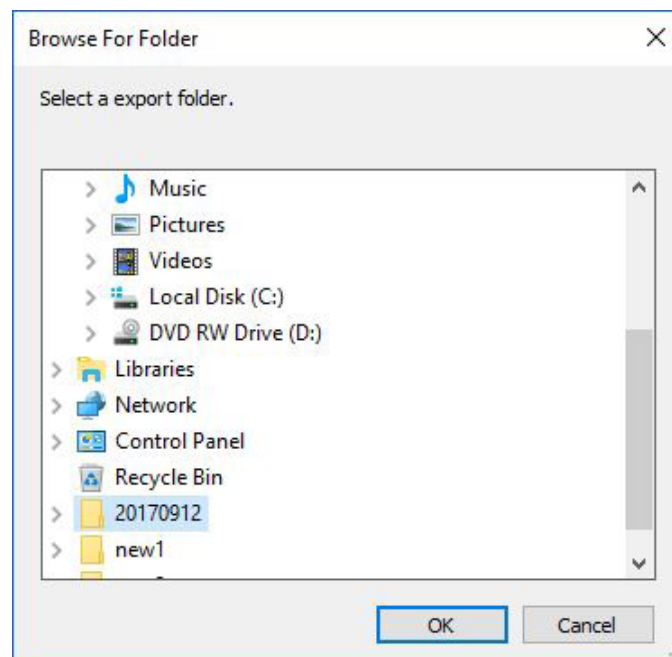 Browse For Folder
Select a export folder.
Music
Pictures
Videos
Local Disk (C:)
DVD RW Drive (D:)
Libraries
Network
Control Panel
Recycle Bin
20170912
new1
OK Cancel